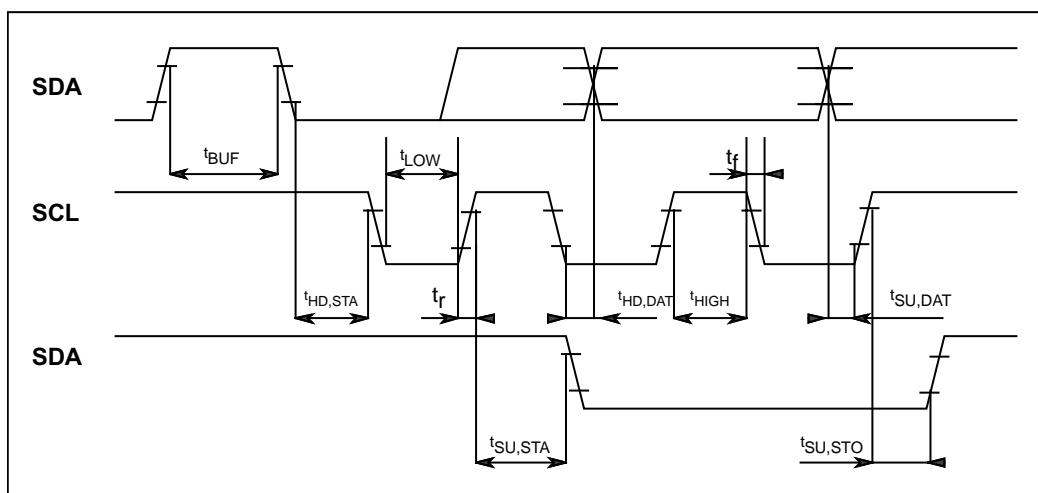 SDA
tBUF
tLOW
tf
SCL
tHD,STA
tr
tHD,DAT
tHIGH
tSU,DAT
SDA
tSU,STA
tSU,STO